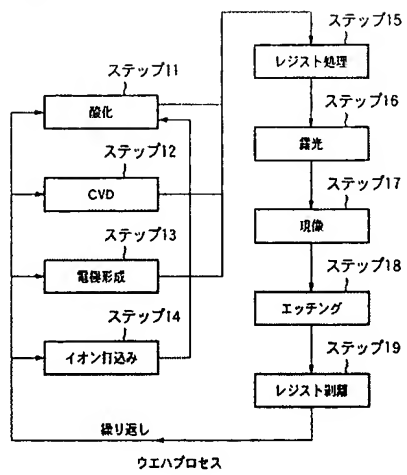 ステップ11
酸化
ステップ12
CVD
ステップ13
電極形成
ステップ14
イオン打込み
ステップ15
レジスト処理
ステップ16
露光
ステップ17
現像
ステップ18
エッチング
ステップ19
レジスト剥離
繰り返し
ウエハプロセス